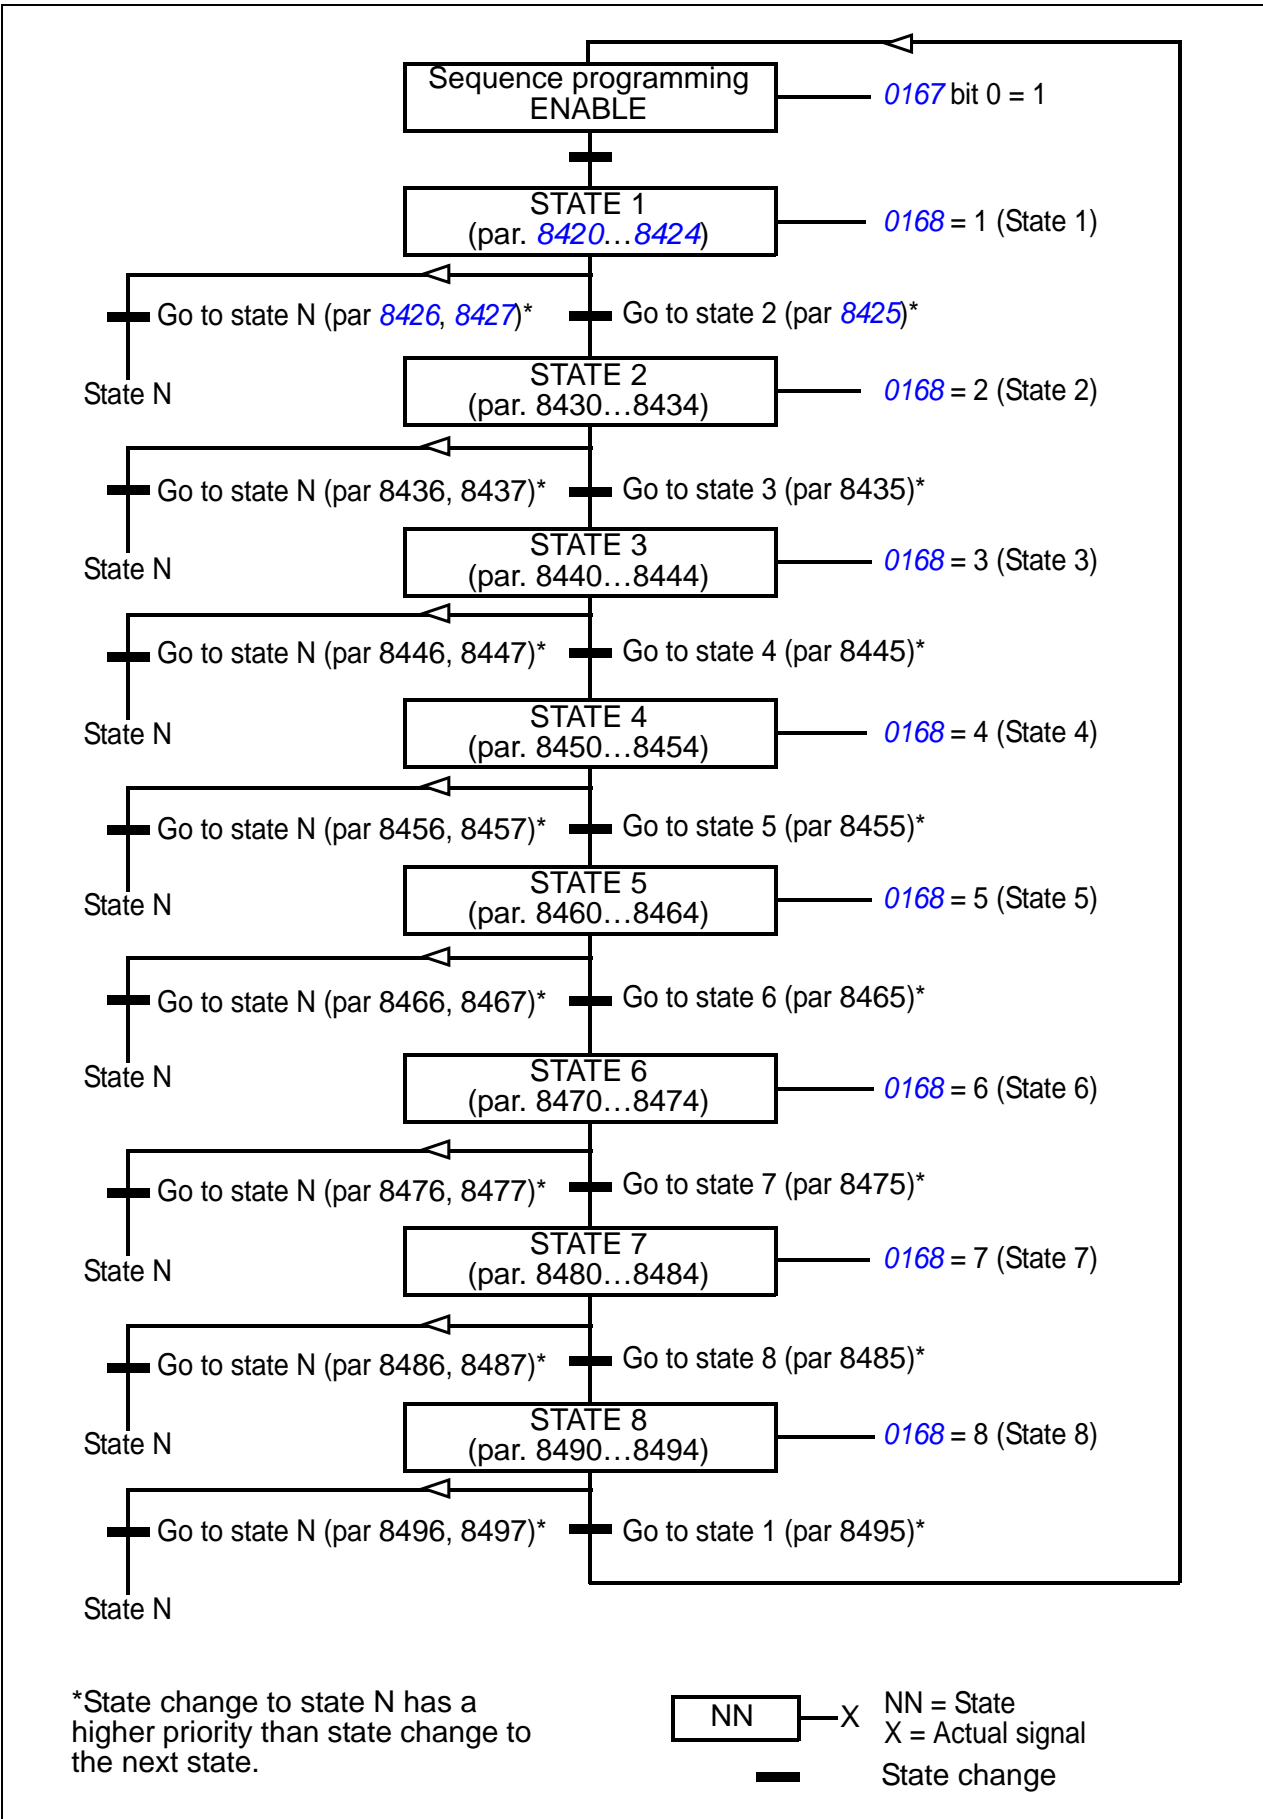 Sequence programming
ENABLE
0167 bit 0 = 1
STATE 1
(par. 8420…8424)
0168 = 1 (State 1)
Go to state N (par 8426, 8427)*
Go to state 2 (par 8425)*
State N
STATE 2
(par. 8430…8434)
0168 = 2 (State 2)
Go to state N (par 8436, 8437)*
Go to state 3 (par 8435)*
State N
STATE 3
(par. 8440…8444)
0168 = 3 (State 3)
Go to state N (par 8446, 8447)*
Go to state 4 (par 8445)*
State N
STATE 4
(par. 8450…8454)
0168 = 4 (State 4)
Go to state N (par 8456, 8457)*
Go to state 5 (par 8455)*
State N
STATE 5
(par. 8460…8464)
0168 = 5 (State 5)
Go to state N (par 8466, 8467)*
Go to state 6 (par 8465)*
State N
STATE 6
(par. 8470…8474)
0168 = 6 (State 6)
Go to state N (par 8476, 8477)*
Go to state 7 (par 8475)*
State N
STATE 7
(par. 8480…8484)
0168 = 7 (State 7)
Go to state N (par 8486, 8487)*
Go to state 8 (par 8485)*
State N
STATE 8
(par. 8490…8494)
0168 = 8 (State 8)
Go to state N (par 8496, 8497)*
Go to state 1 (par 8495)*
State N
*State change to state N has a
higher priority than state change to
the next state.
NN
X
NN = State
X = Actual signal
State change